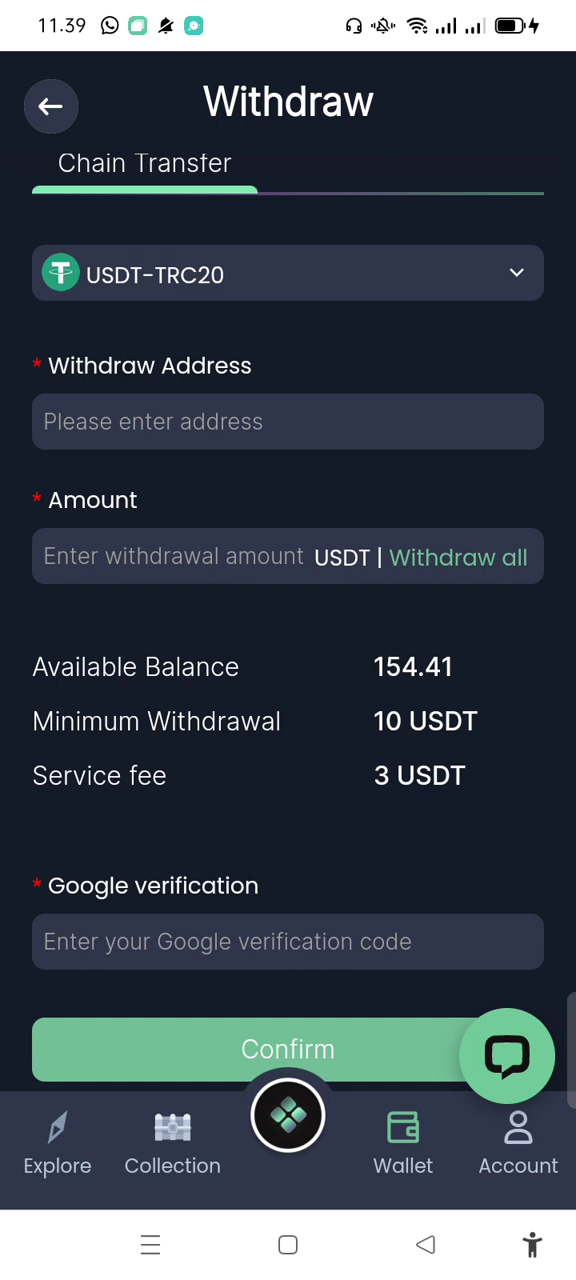 11.39
Withdraw
Chain Transfer
USDT-TRC20
* Withdraw Address
Please enter address
* Amount
Enter withdrawal amount USDT | Withdraw all
Available Balance 154.41
Minimum Withdrawal 10 USDT
Service fee 3 USDT
* Google verification
Enter your Google verification code
Confirm
Explore Collection Wallet Account